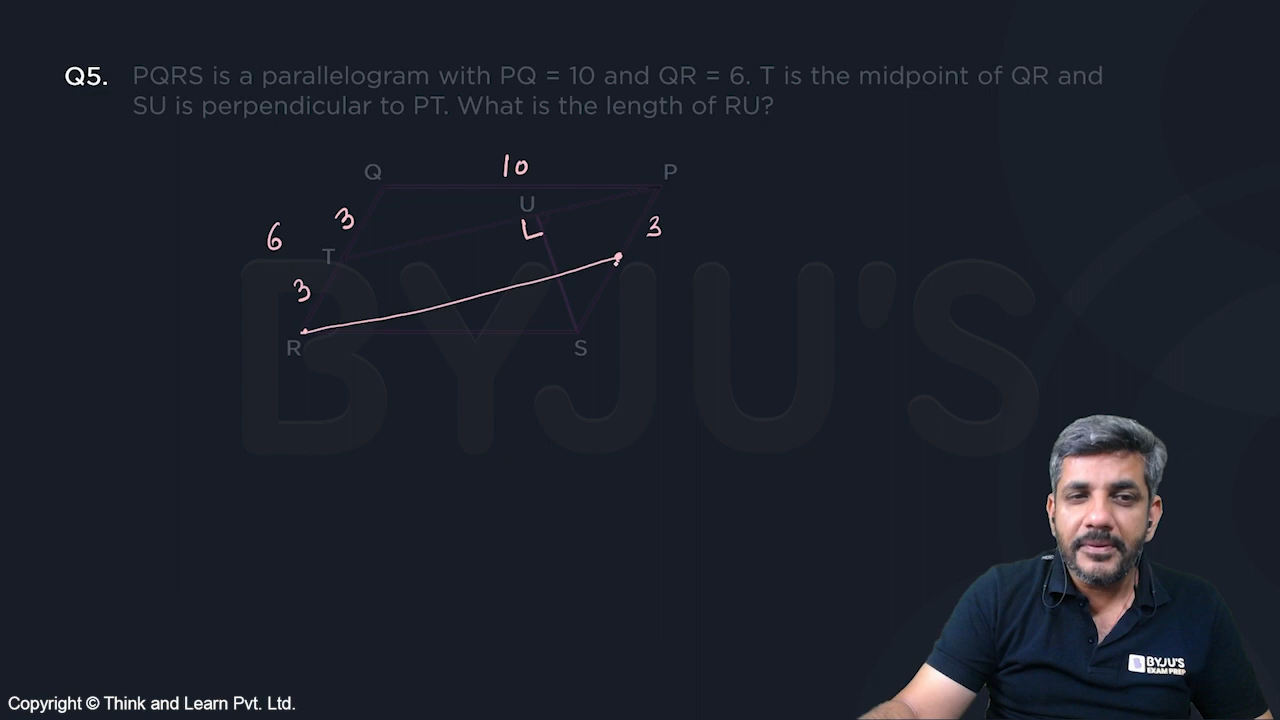 Q5. PQRS is a parallelogram with PQ = 10 and QR = 6. T is the midpoint of QR and
SU is perpendicular to PT. What is the length of RU?
Q 10 P
U
3 3
6 T
3
R S
BYJU'S
BYJU'S
EXAM PREP
Copyright © Think and Learn Pvt. Ltd.